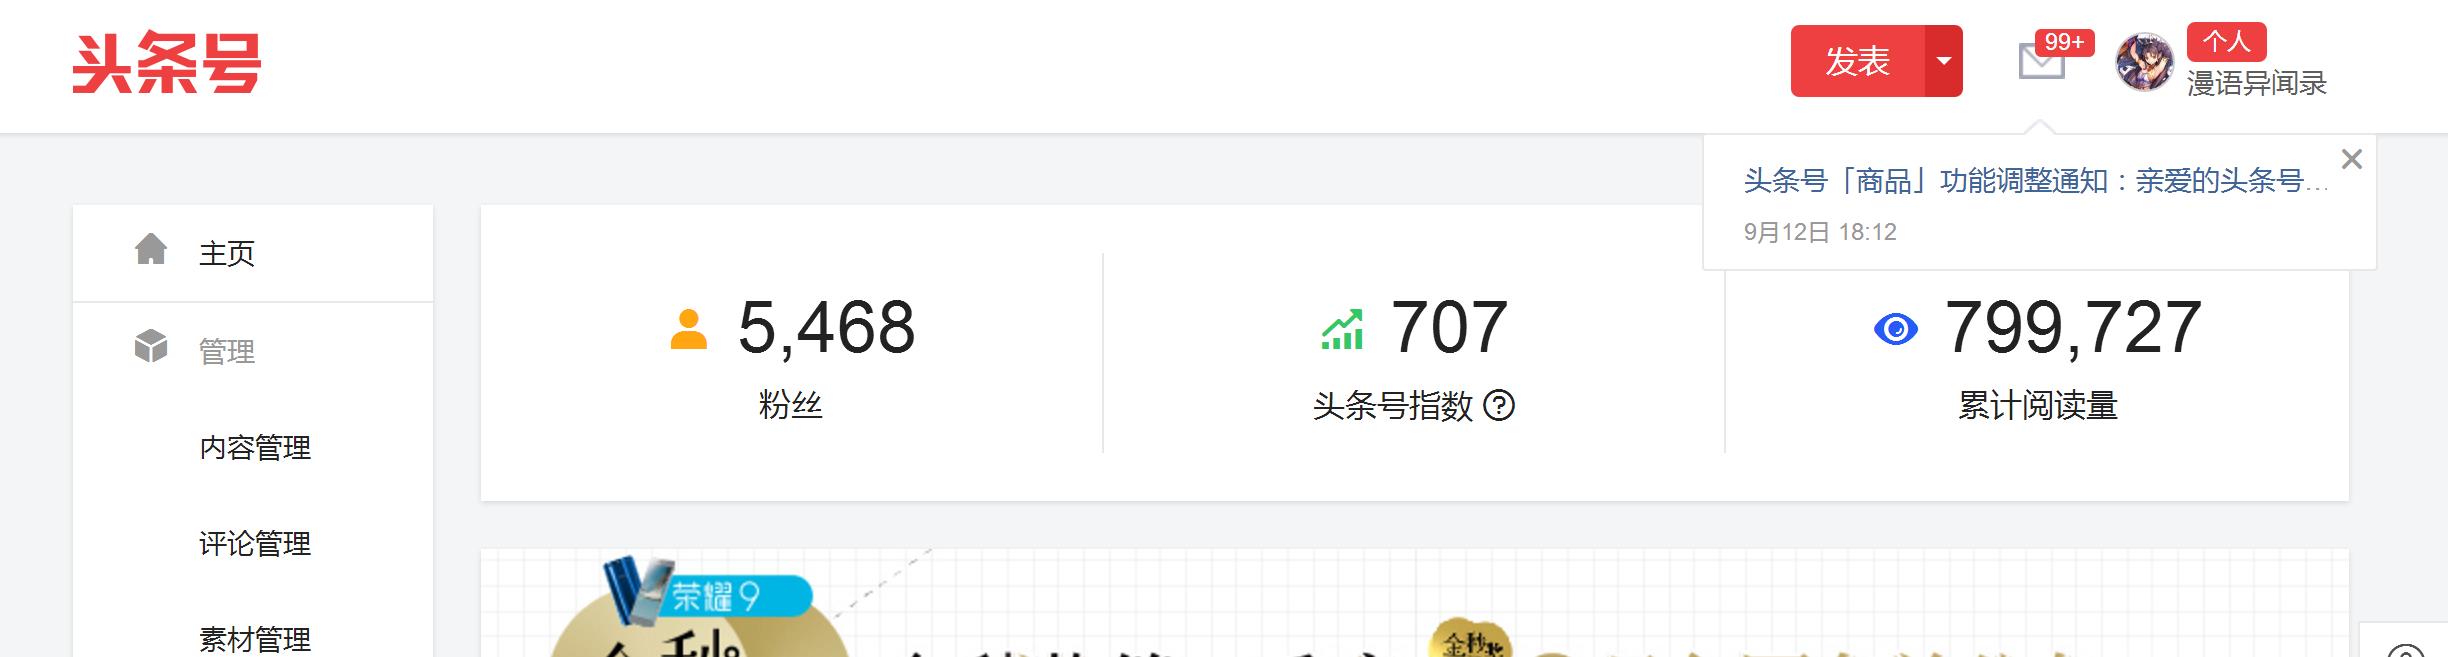 头条号
发表
99+
个人
漫语异闻录
头条号「商品」功能调整通知：亲爱的头条号...
9月12日 18:12
主页
管理
内容管理
评论管理
素材管理
5,468
粉丝
707
头条号指数
799,727
累计阅读量
荣耀9
金秒